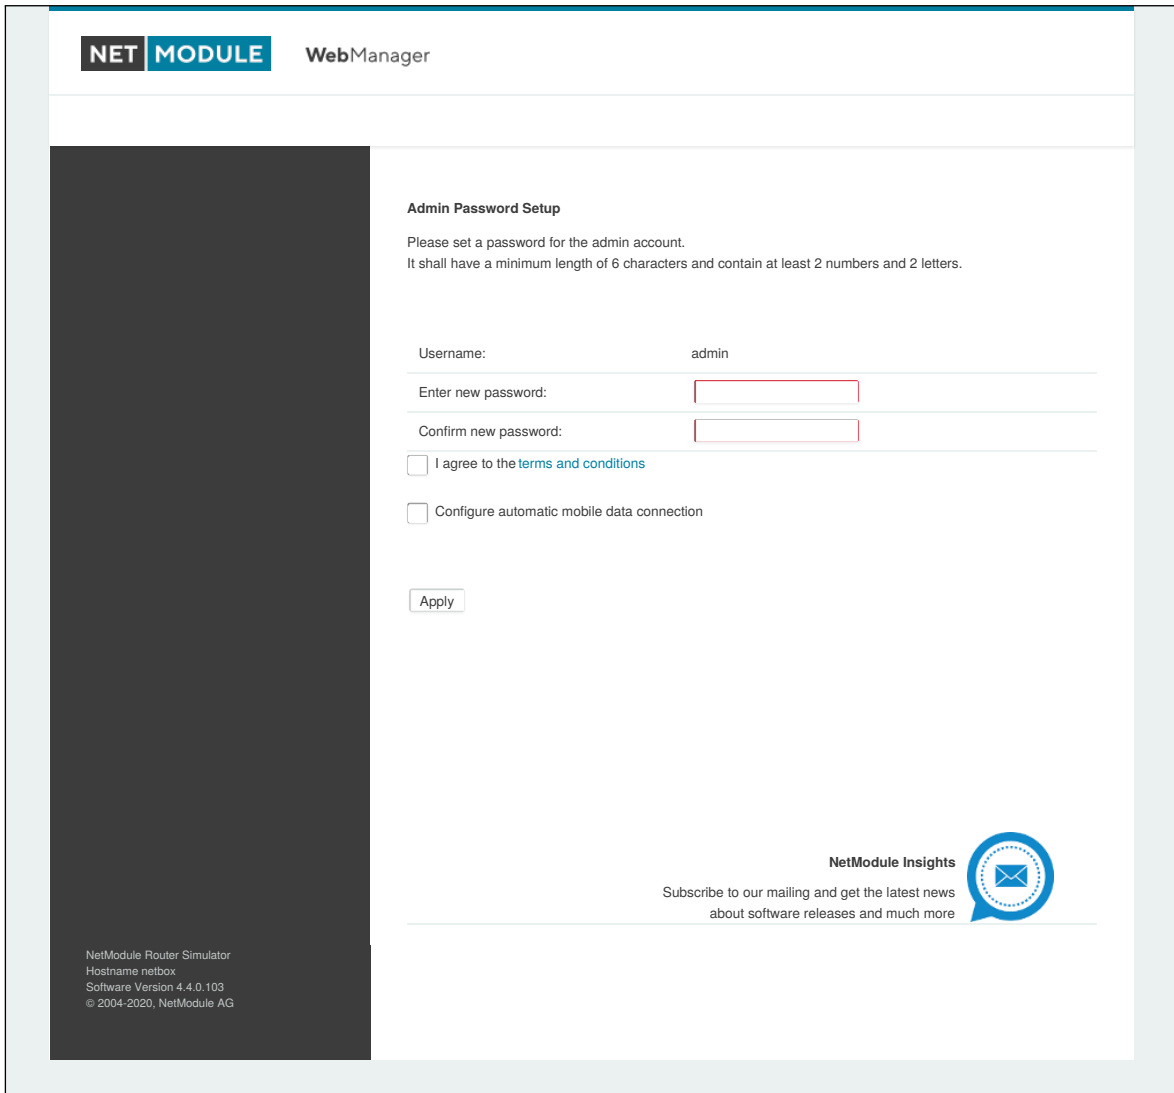 NET MODULE WebManager
Admin Password Setup
Please set a password for the admin account.
It shall have a minimum length of 6 characters and contain at least 2 numbers and 2 letters.
Username: admin
Enter new password:
Confirm new password:
I agree to the terms and conditions
Configure automatic mobile data connection
Apply
NetModule Insights
Subscribe to our mailing and get the latest news
about software releases and much more
NetModule Router Simulator
Hostname netbox
Software Version 4.4.0.103
© 2004-2020, NetModule AG